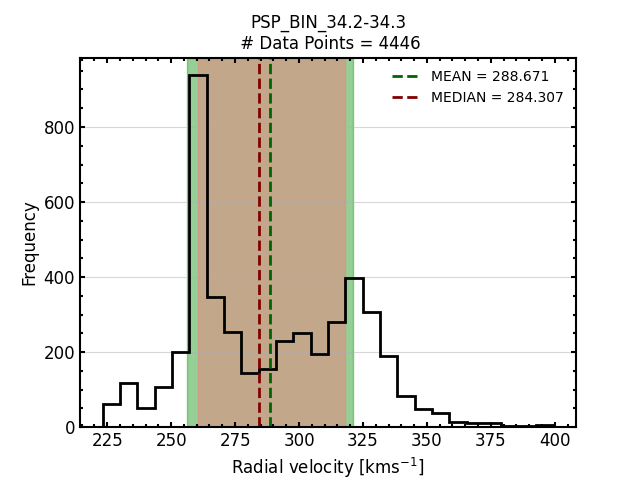 PSP_BIN_34.2-34.3
# Data Points = 4446
MEAN = 288.671
MEDIAN = 284.307
Frequency
800
600
400
200
0
225 250 275 300 325 350 375 400
Radial velocity [kms⁻¹]